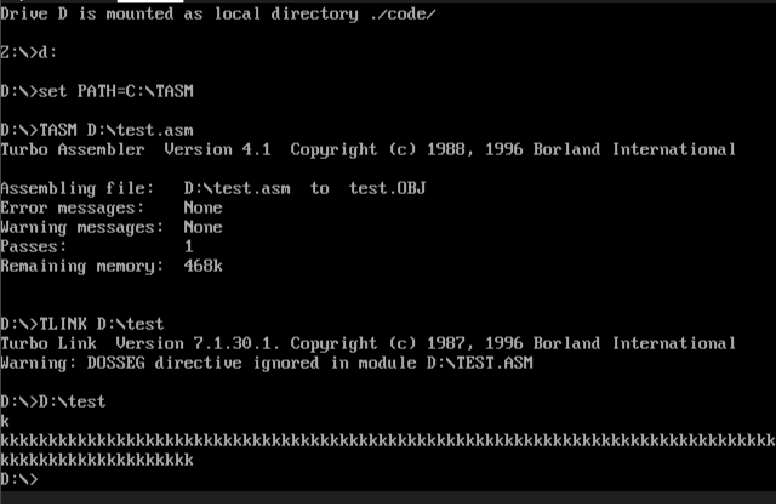 Drive D is mounted as local directory ./code/
Z:\>d:
D:\>set PATH=C:\TASM
D:\>TASM D:\test.asm
Turbo Assembler  Version 4.1  Copyright (c) 1988, 1996 Borland International
Assembling file:   D:\test.asm  to  test.OBJ
Error messages:    None
Warning messages:  None
Passes:            1
Remaining memory:  468k
D:\>TLINK D:\test
Turbo Link  Version 7.1.30.1. Copyright (c) 1987, 1996 Borland International
Warning: DOSSEG directive ignored in module D:\TEST.ASM
D:\>D:\test
k
kkkkkkkkkkkkkkkkkkkkkkkkkkkkkkkkkkkkkkkkkkkkkkkkkkkkkkkkkkkkkkkkkkkkkkkkkkkkkkkk
kkkkkkkkkkkkkkkkkkkk
D:\>